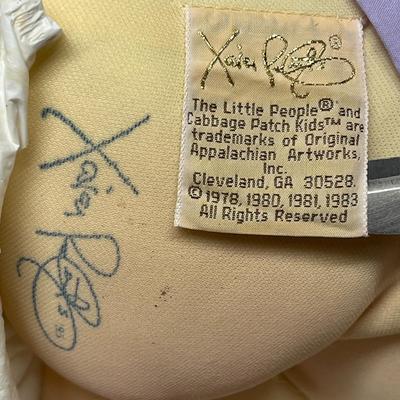 Xavier Roberts ®
The Little People® and
Cabbage Patch Kids™ are
trademarks of Original
Appalachian Artworks,
Inc.
Cleveland, GA 30528.
© 1978, 1980, 1981, 1983
All Rights Reserved
Xavier
Roberts